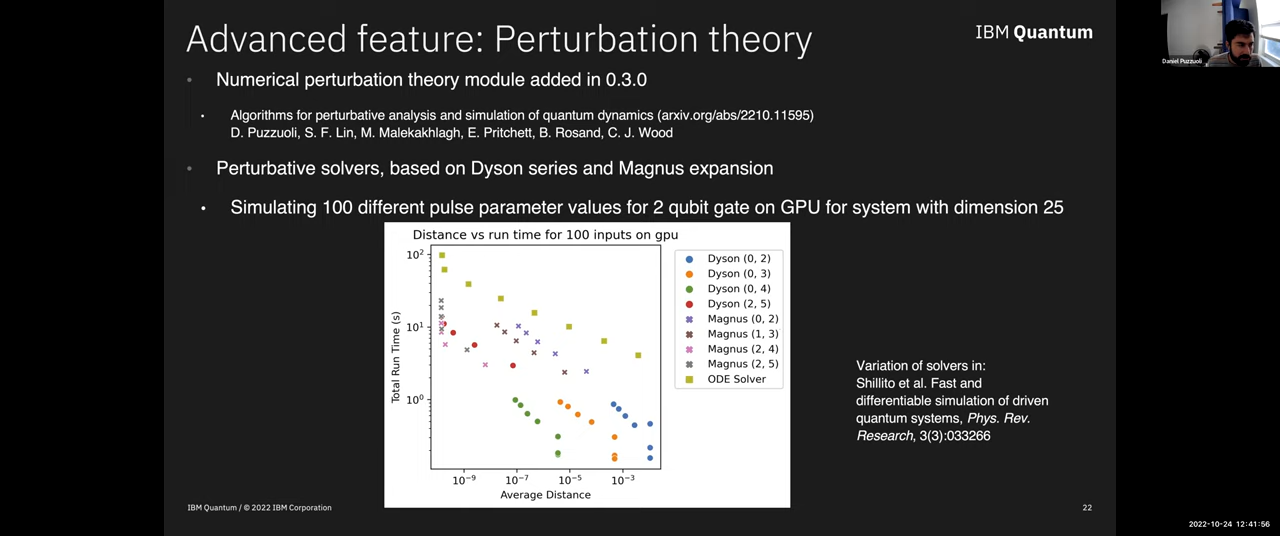 Advanced feature: Perturbation theory
IBM Quantum
Daniel Puzzuoli
• Numerical perturbation theory module added in 0.3.0
• Algorithms for perturbative analysis and simulation of quantum dynamics (arxiv.org/abs/2210.11595)
D. Puzzuoli, S. F. Lin, M. Malekakhlagh, E. Pritchett, B. Rosand, C. J. Wood
• Perturbative solvers, based on Dyson series and Magnus expansion
• Simulating 100 different pulse parameter values for 2 qubit gate on GPU for system with dimension 25
Distance vs run time for 100 inputs on gpu
Total Run Time (s)
10²
10¹
10⁰
10⁻⁹
10⁻⁷
10⁻⁵
10⁻³
Average Distance
Dyson (0, 2)
Dyson (0, 3)
Dyson (0, 4)
Dyson (2, 5)
Magnus (0, 2)
Magnus (1, 3)
Magnus (2, 4)
Magnus (2, 5)
ODE Solver
Variation of solvers in:
Shillito et al. Fast and
differentiable simulation of driven
quantum systems, Phys. Rev.
Research, 3(3):033266
IBM Quantum / © 2022 IBM Corporation
22
2022-10-24 12:41:56